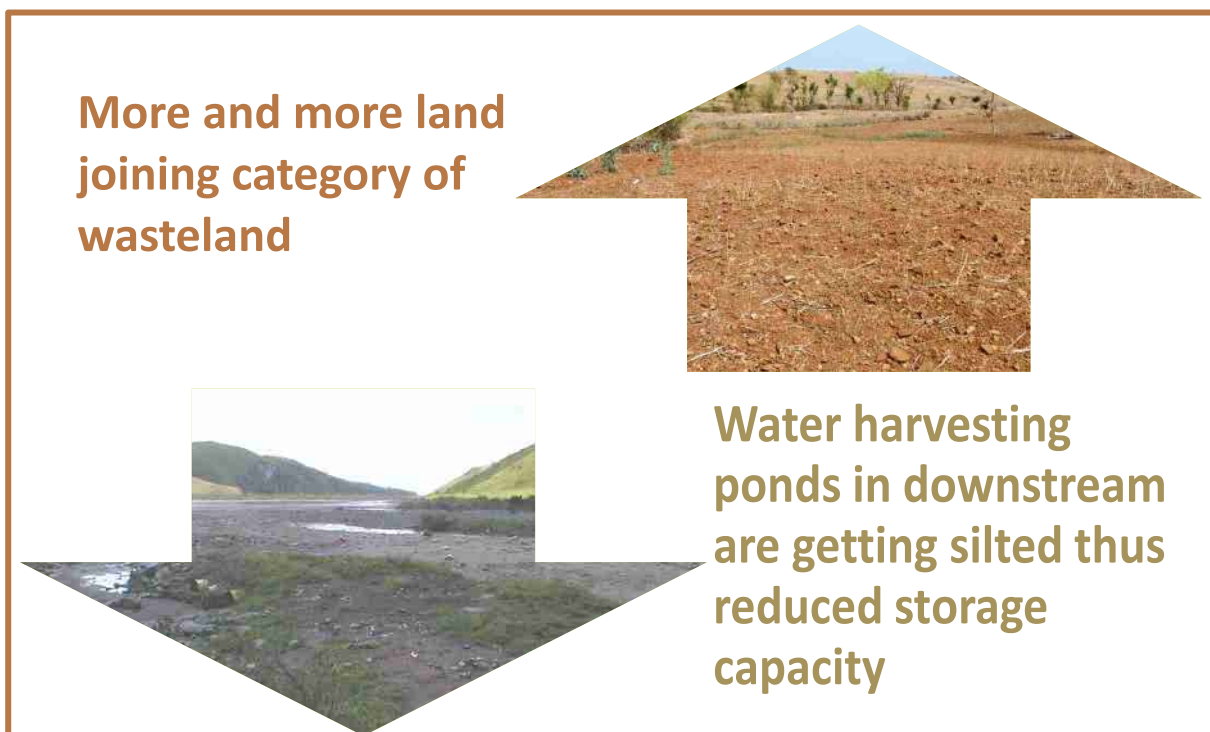 More and more land
joining category of
wasteland
Water harvesting
ponds in downstream
are getting silted thus
reduced storage
capacity